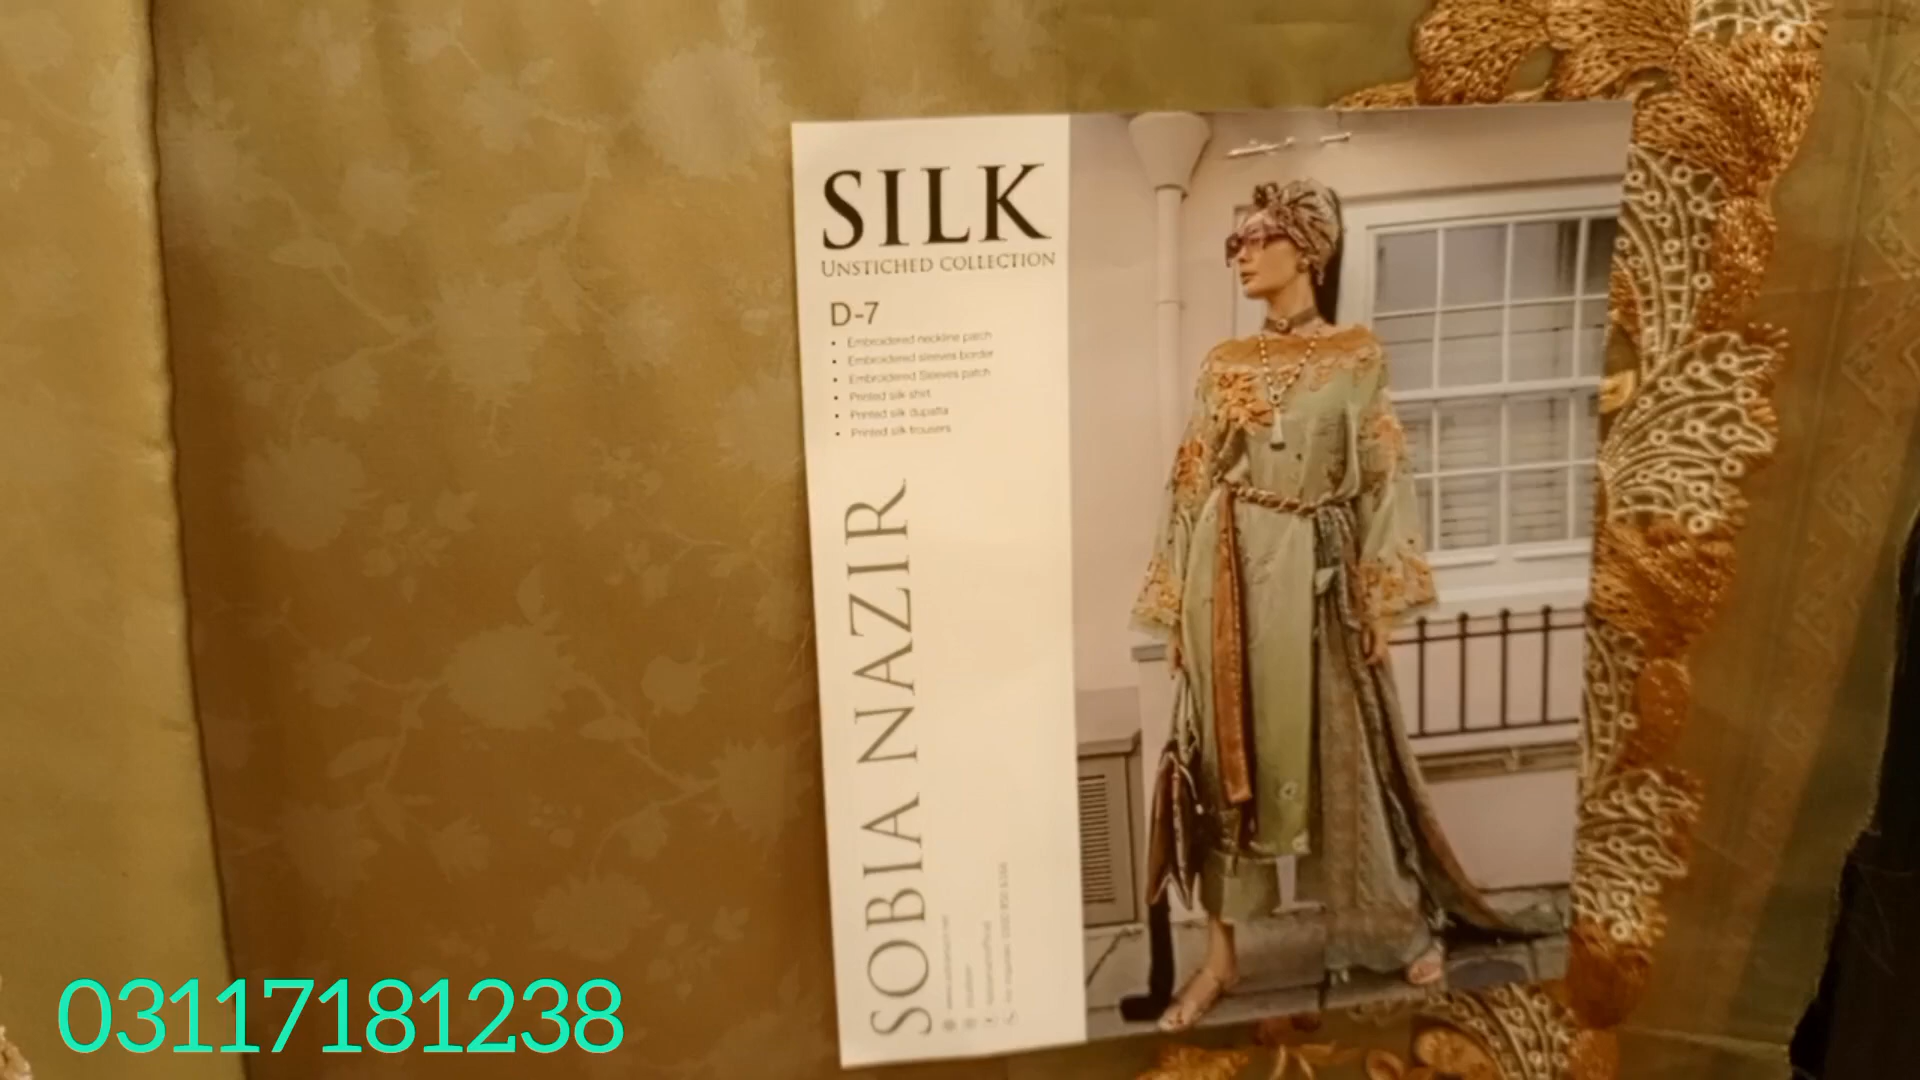 SILK
UNSTICHED COLLECTION
D-7
• Embroidered neckline patch
• Embroidered sleeves border
• Embroidered Sleeves patch
• Printed silk shirt
• Printed silk dupatta
• Printed silk trousers
SOBIA NAZIR
03117181238